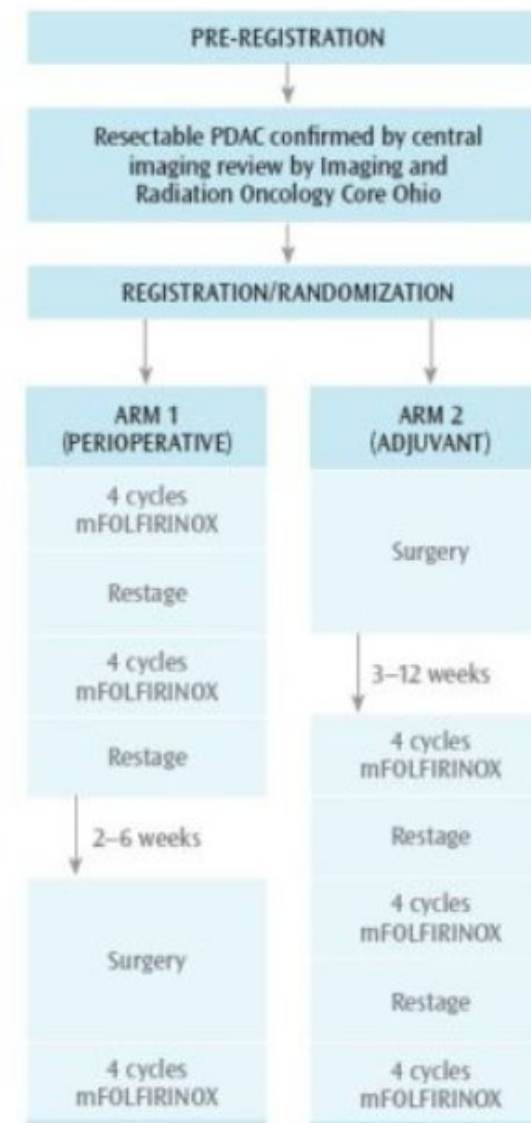 PRE-REGISTRATION
Resectable PDAC confirmed by central
imaging review by Imaging and
Radiation Oncology Core Ohio
REGISTRATION/RANDOMIZATION
ARM 1
(PERIOPERATIVE)
4 cycles
mFOLFIRINOX
Restage
4 cycles
mFOLFIRINOX
Restage
2–6 weeks
Surgery
4 cycles
mFOLFIRINOX
ARM 2
(ADJUVANT)
Surgery
3–12 weeks
4 cycles
mFOLFIRINOX
Restage
4 cycles
mFOLFIRINOX
Restage
4 cycles
mFOLFIRINOX